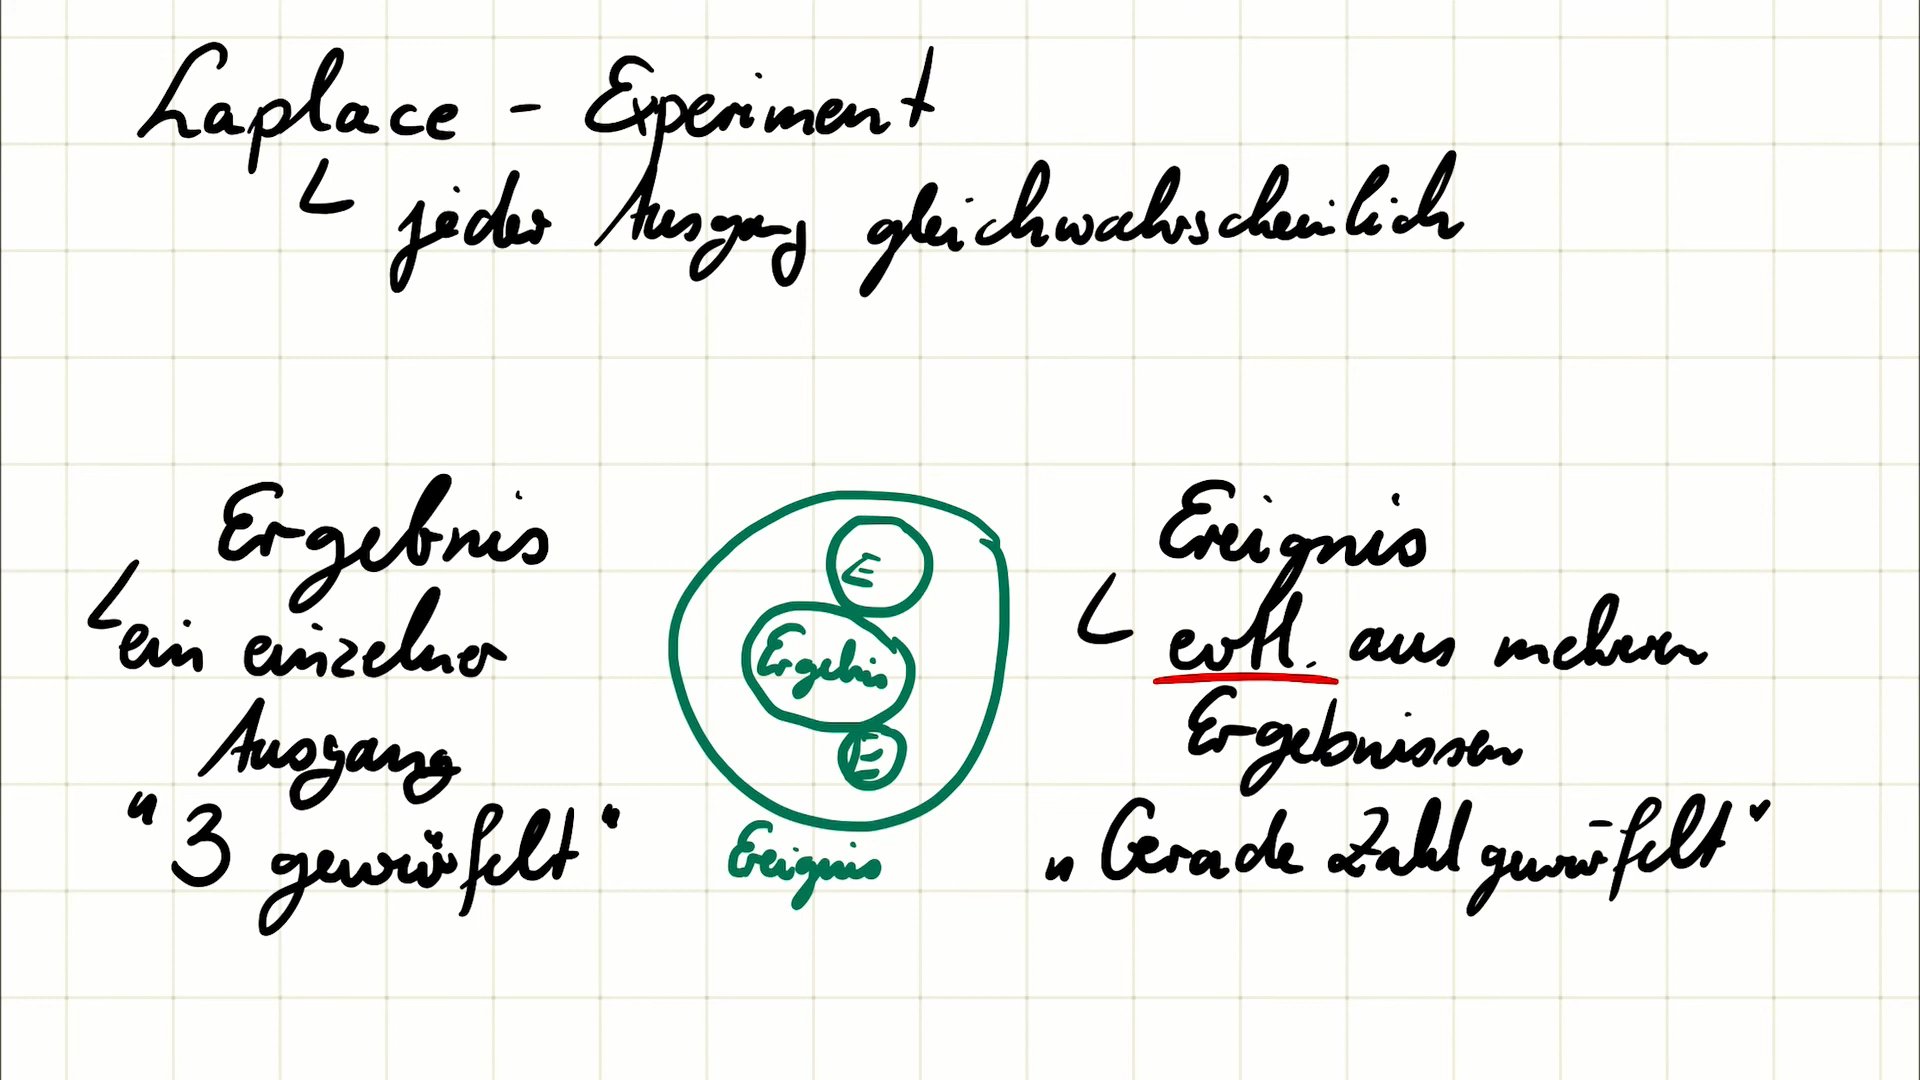 Laplace - Experiment
jeder Ausgang gleichwahrscheinlich
Ergebnis
ein einzelner
Ausgang
"3 gewürfelt"
E
Ergebnis
E
Ereignis
Ereignis
evtl. aus mehreren
Ergebnissen
"Gerade Zahl gewürfelt"